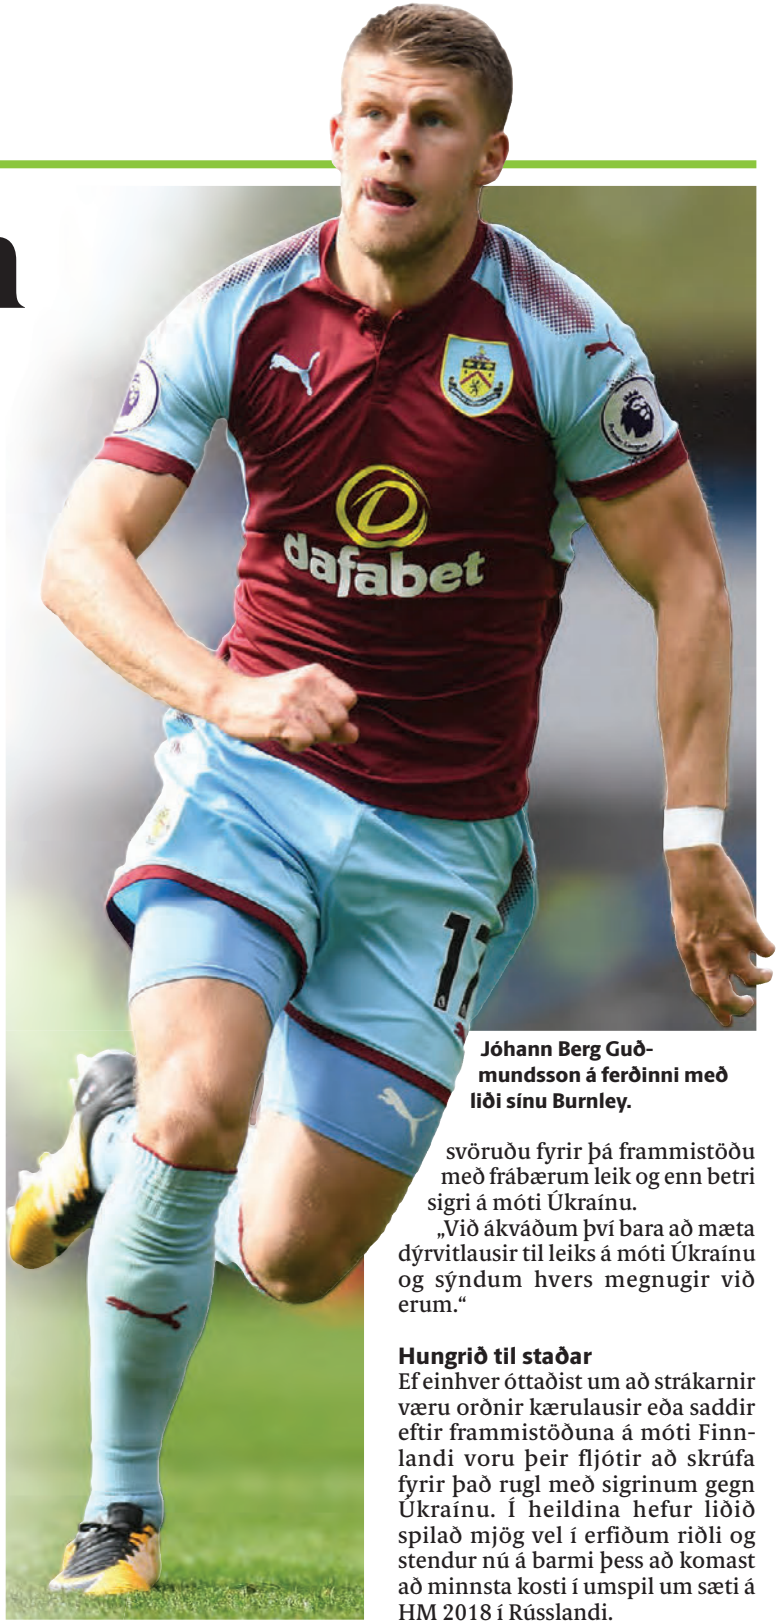 n
Premier League
dafabet
17
Jóhann Berg Guð-
mundsson á ferðinni með
liði sínu Burnley.
svöruðu fyrir þá frammistöðu
með frábærum leik og enn betri
sigri á móti Úkraínu.
„Við ákváðum því bara að mæta
dýrvitlausir til leiks á móti Úkraínu
og sýndum hvers megnugir við
erum.“
Hungrið til staðar
Ef einhver óttaðist um að strákarnir
væru orðnir kærulausir eða saddir
eftir frammistöðuna á móti Finn-
landi voru þeir fljótir að skrúfa
fyrir það rugl með sigrinum gegn
Úkraínu. Í heildina hefur liðið
spilað mjög vel í erfiðum riðli og
stendur nú á barmi þess að komast
að minnsta kosti í umspil um sæti á
HM 2018 í Rússlandi.